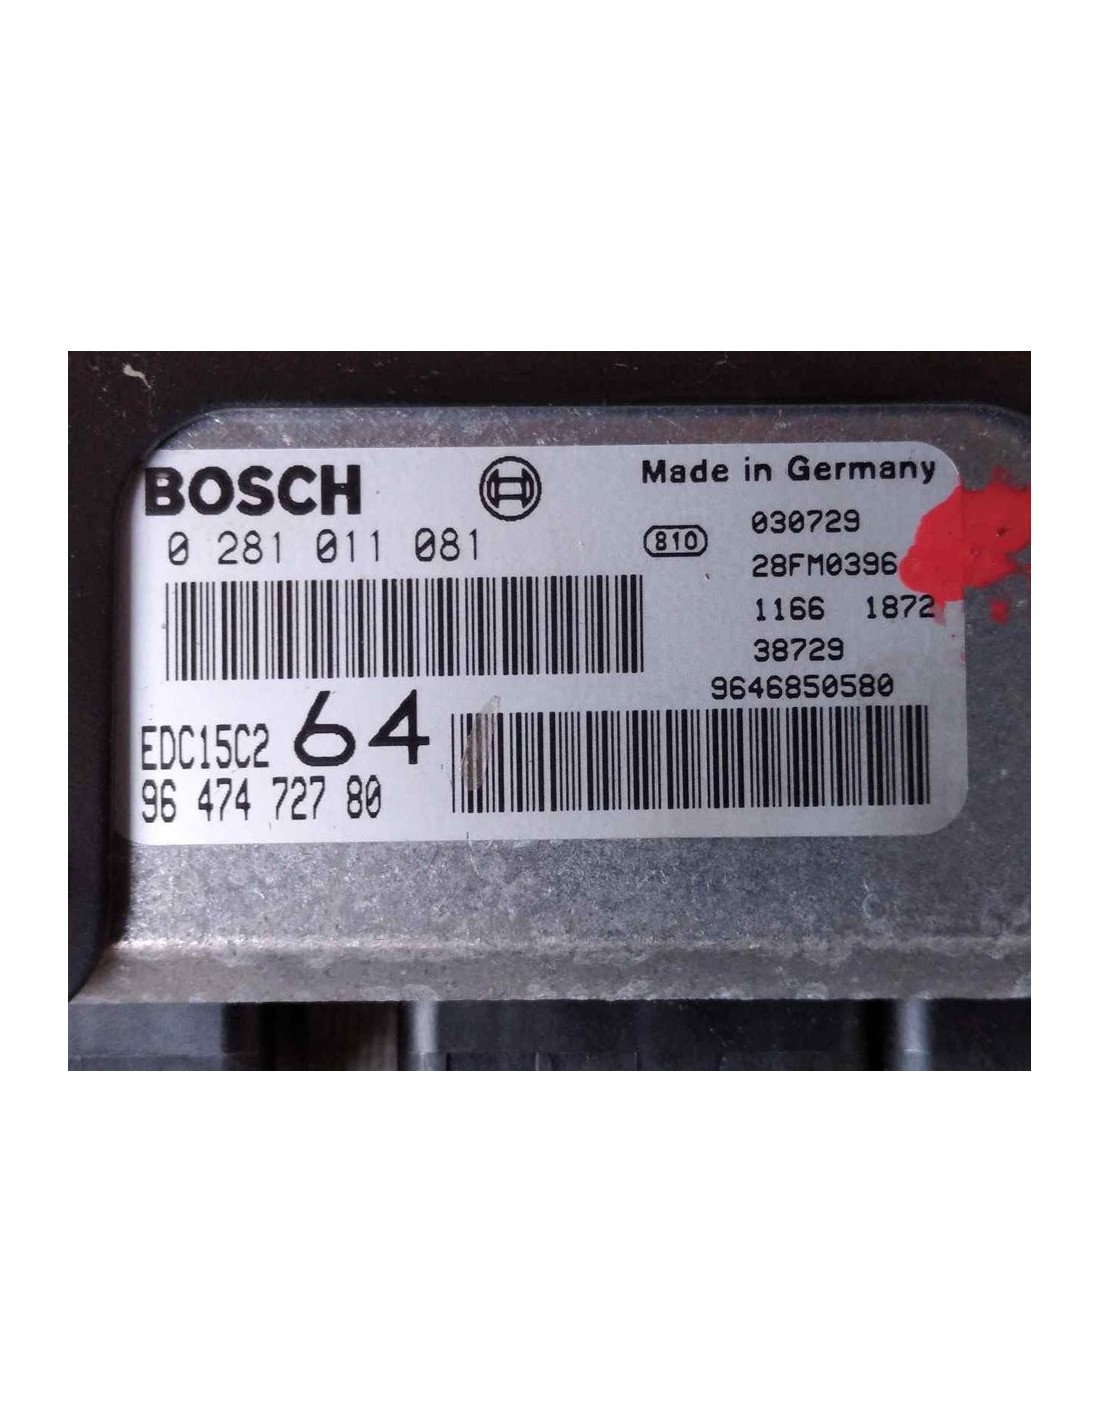 BOSCH
Made in Germany
0 281 011 081
810
030729
28FM0396
1166 1872
38729
9646850580
EDC15C2 64
96 474 727 80